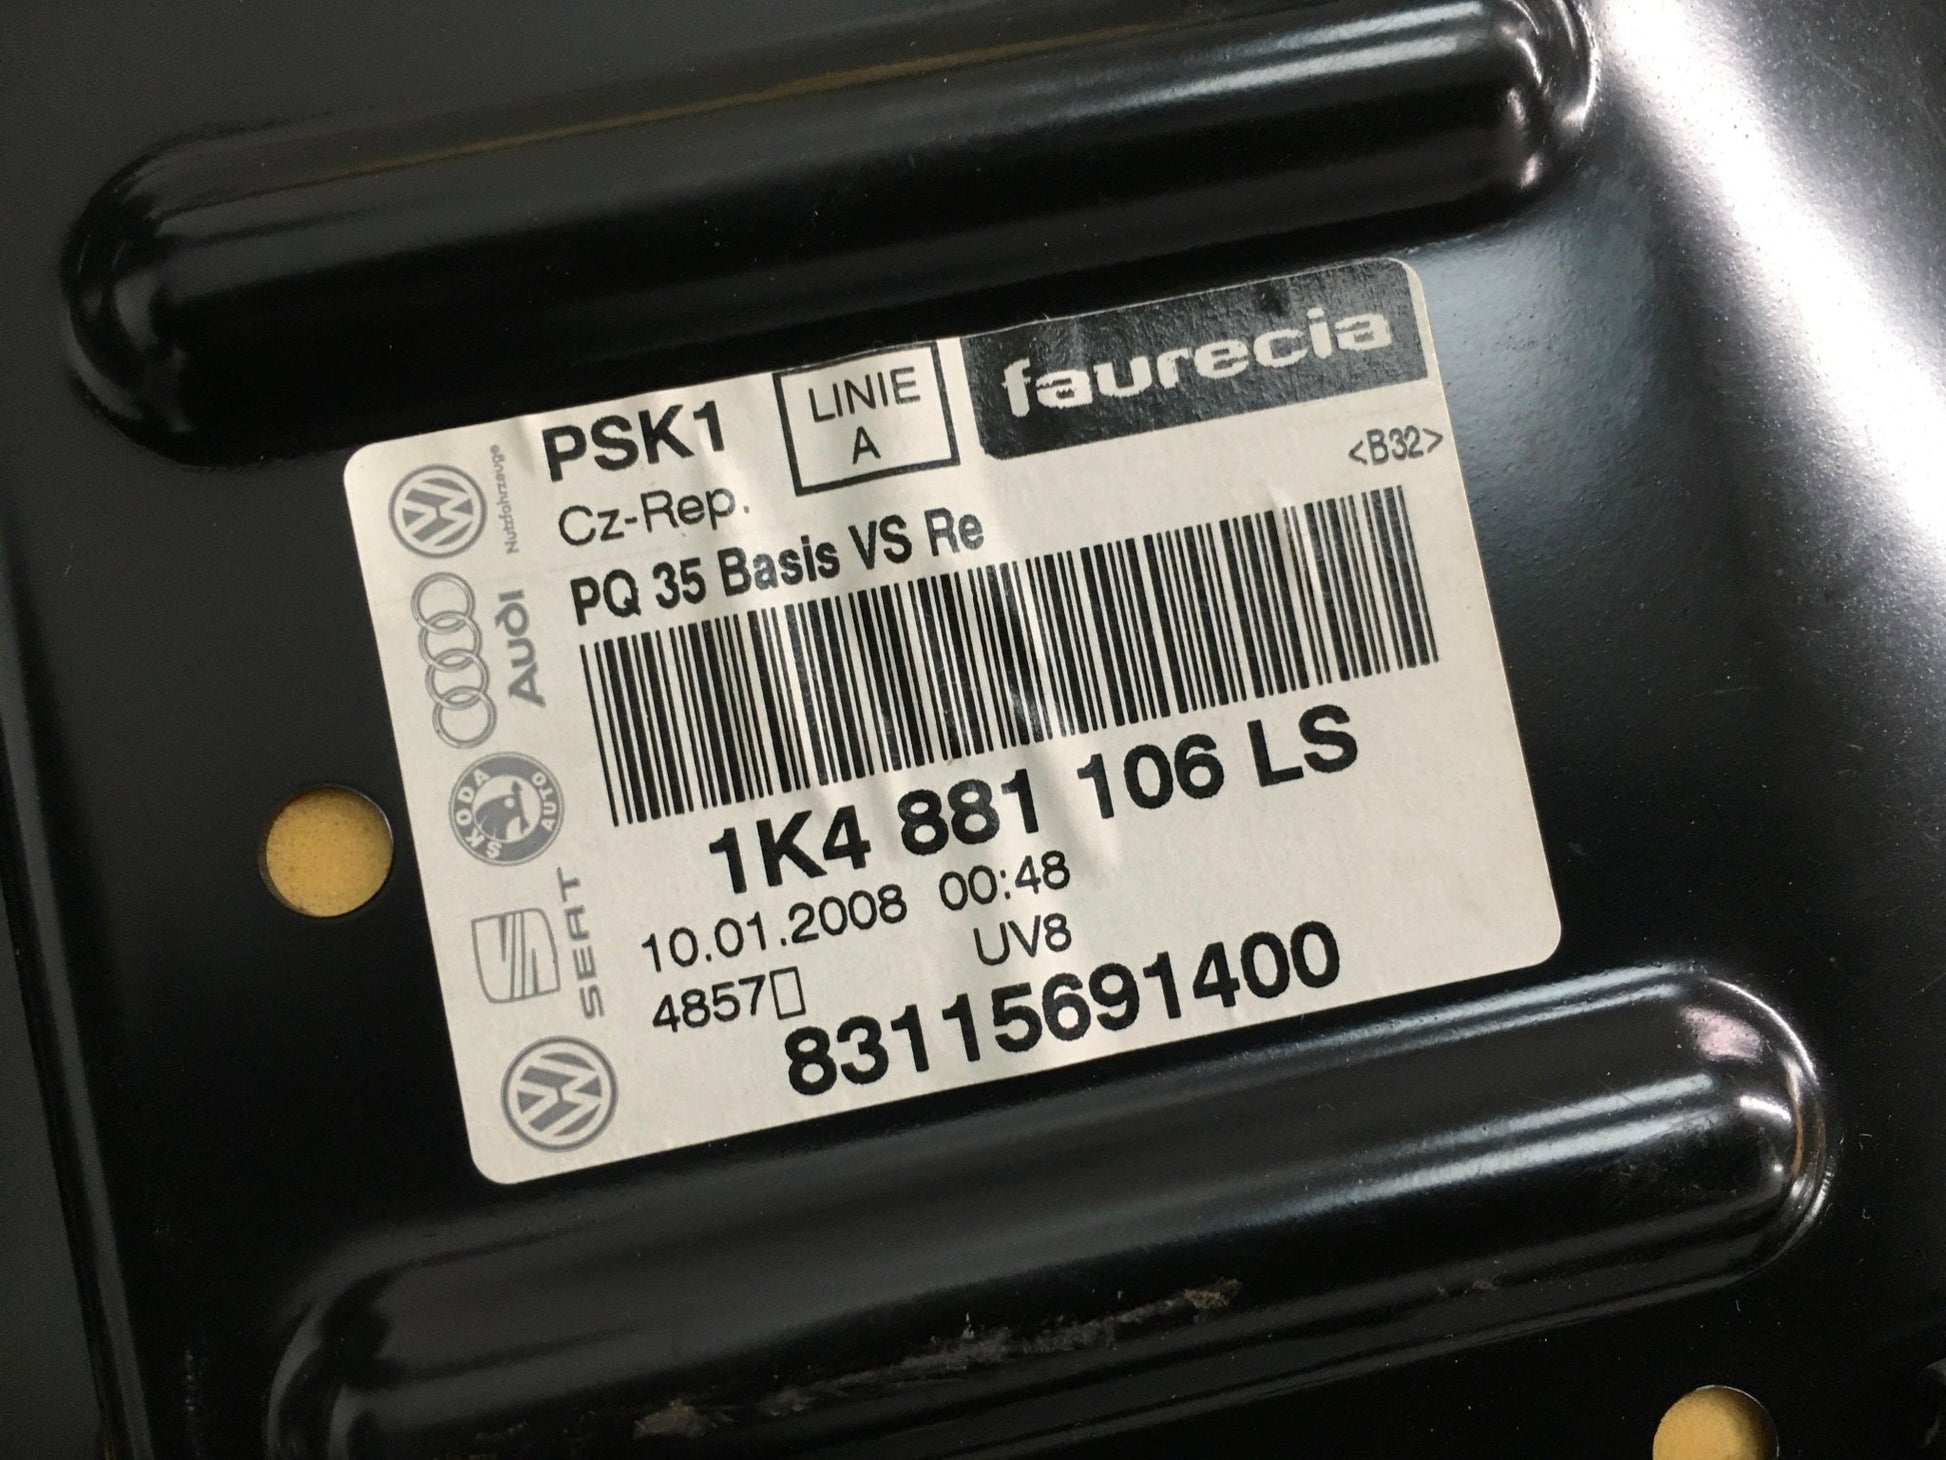 PSK1
LINIE
A
faurecia
<B32>
Cz-Rep.
PQ 35 Basis VS Re
1K4 881 106 LS
10.01.2008 00:48
UV8
4857
83115691400
Nutzfahrzeuge
Audi
SKODA
AUTO
SEAT